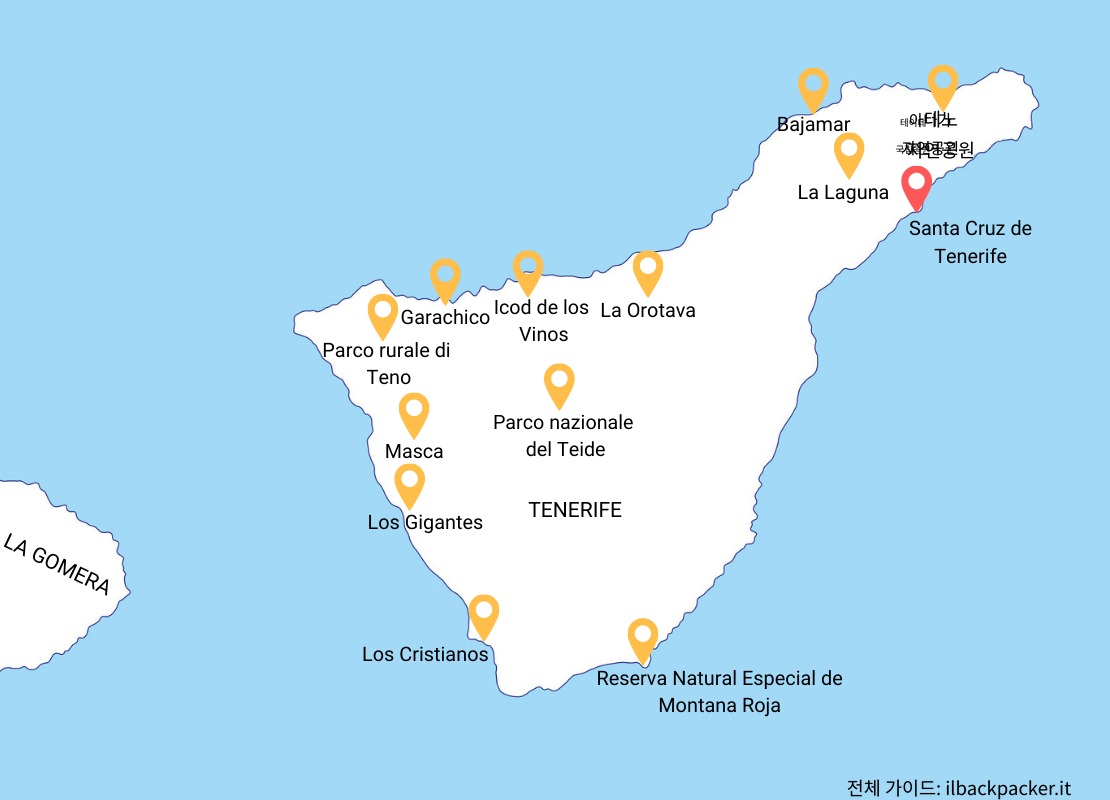 Bajamar
La Laguna
Santa Cruz de
Tenerife
Garachico
Icod de los
Vinos
La Orotava
Parco rurale di
Teno
Parco nazionale
del Teide
Masca
TENERIFE
Los Gigantes
LA GOMERA
Los Cristianos
Reserva Natural Especial de
Montana Roja
전체 가이드: ilbackpacker.it